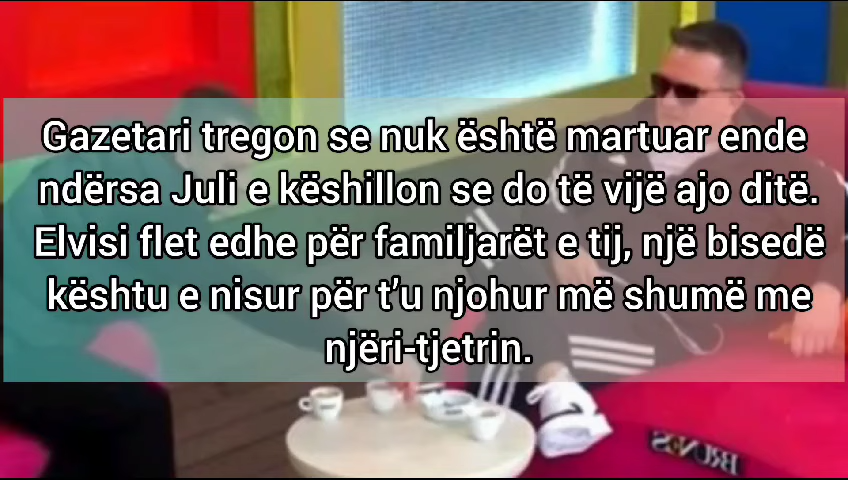 Gazetari tregon se nuk është martuar ende
ndërsa Juli e këshillon se do të vijë ajo ditë.
Elvisi flet edhe për familjarët e tij, një bisedë
kështu e nisur për t’u njohur më shumë me
njëri-tjetrin.
BRUNES